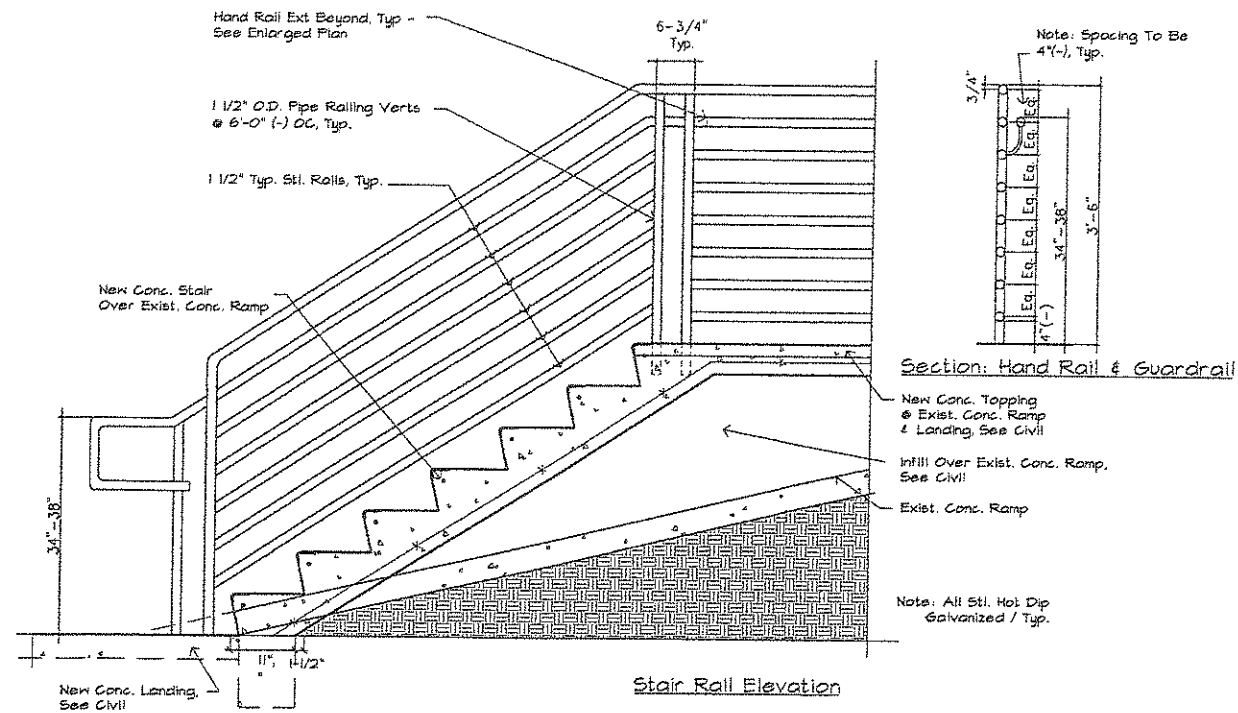 Hand Rail Ext Beyond, Typ -
See Enlarged Plan
6-3/4"
Typ.
Note: Spacing To Be
4"(-), Typ.
3/4"
1 1/2" O.D. Pipe Railing Verts
@ 6'-0" (-) OC, Typ.
1 1/2" Typ. Stl. Rails, Typ.
Eq.
Eq.
Eq.
Eq.
Eq.
Eq.
Eq.
4"(-)
34"-38"
3'-6"
New Conc. Stair
Over Exist. Conc. Ramp
Section: Hand Rail & Guardrail
New Conc. Topping
@ Exist. Conc. Ramp
& Landing, See Civil
Infill Over Exist. Conc. Ramp,
See Civil
Exist. Conc. Ramp
34"-38"
Note: All Stl. Hot Dip
Galvanized / Typ.
11"
1-1/2"
New Conc. Landing,
See Civil
Stair Rail Elevation